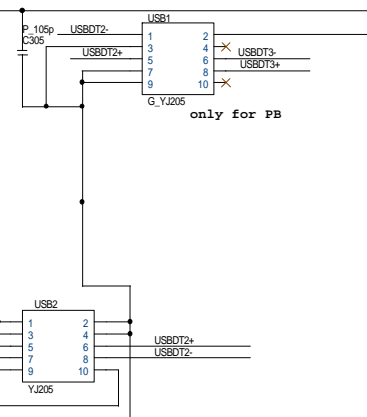 USB1
P_105p USBDT2-
C305
1 2
3 4
USBDT2+ USBDT3-
5 6
USBDT3+
7 8
9 10
G_YJ205
only for PB
USB2
1 2
3 4
USBDT2+
5 6
USBDT2-
7 8
9 10
YJ205